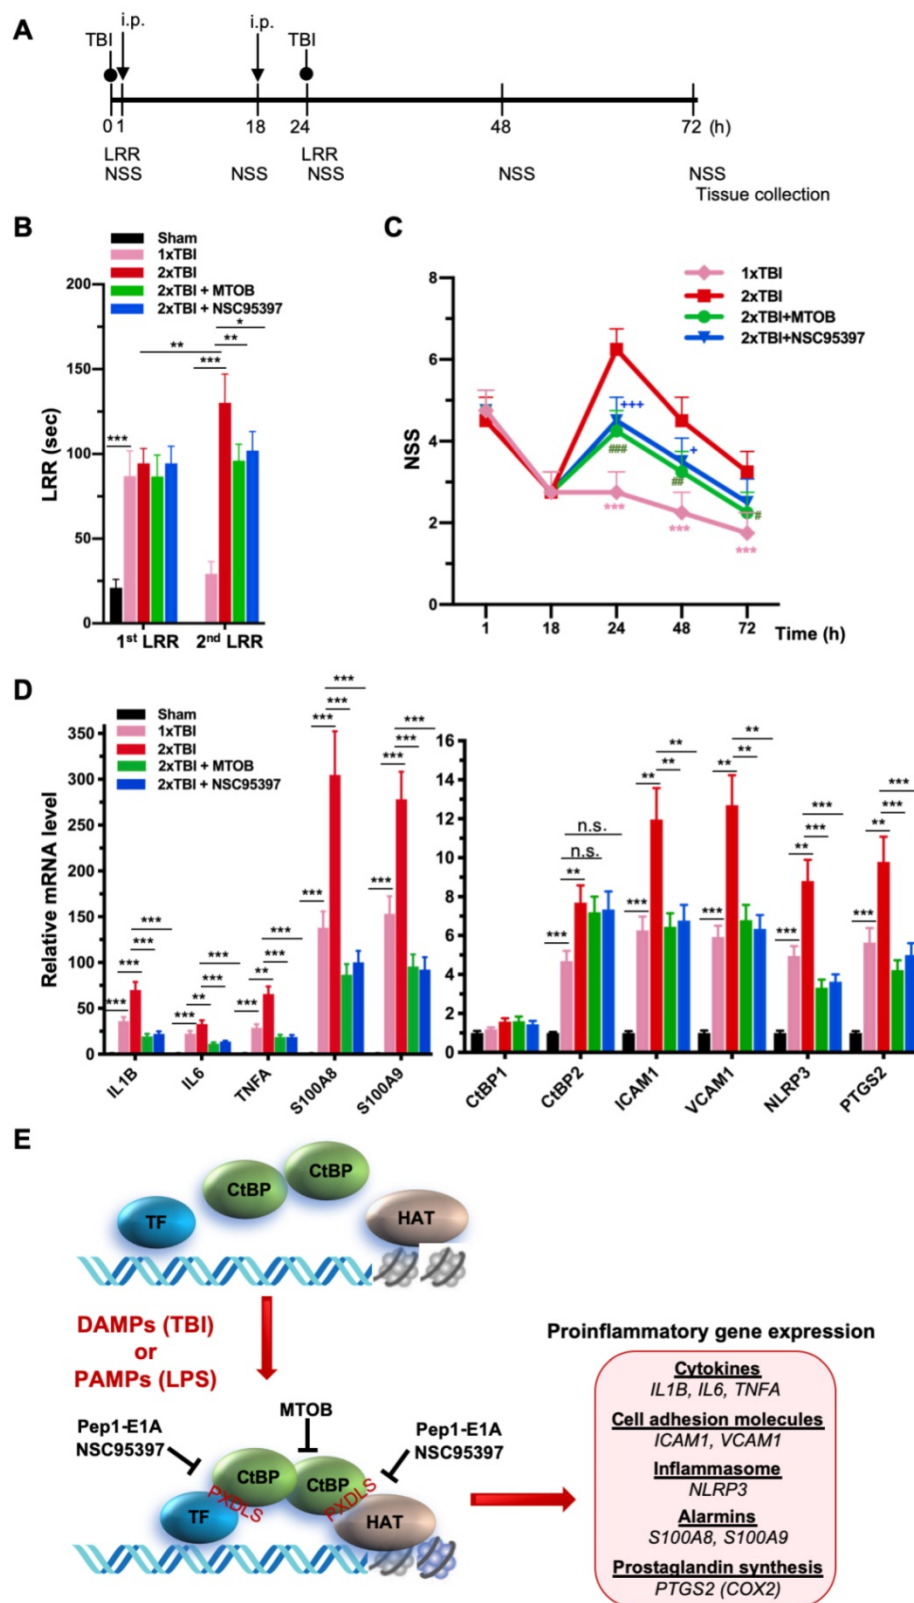 A
TBI
i.p.
i.p.
TBI
0 1 18 24 48 72 (h)
LRR LRR
NSS NSS NSS NSS NSS
Tissue collection
B
Sham
1xTBI
2xTBI
2xTBI + MTOB
2xTBI + NSC95397
LRR (sec)
200
150
100
50
0
***
**
***
**
*
1st LRR 2nd LRR
C
1xTBI
2xTBI
2xTBI+MTOB
2xTBI+NSC95397
NSS
8
6
4
2
0
+++
###
***
+
##
***
#
***
1 18 24 48 72 Time (h)
D
Sham
1xTBI
2xTBI
2xTBI + MTOB
2xTBI + NSC95397
Relative mRNA level
350
300
250
200
150
100
50
0
*** *** *** ***
*** ** *** ***
*** ** *** ***
*** *** *** ***
*** *** *** ***
IL1B IL6 TNFA S100A8 S100A9
16
14
12
10
8
6
4
2
0
*** ** n.s. n.s.
*** ** ** **
*** ** ** **
*** ** *** ***
*** ** *** ***
CtBP1 CtBP2 ICAM1 VCAM1 NLRP3 PTGS2
E
CtBP
CtBP
TF
HAT
DAMPs (TBI)
or
PAMPs (LPS)
Pep1-E1A
NSC95397
MTOB
Pep1-E1A
NSC95397
CtBP
CtBP
PXDLS
PXDLS
TF
HAT
Proinflammatory gene expression
Cytokines
IL1B, IL6, TNFA
Cell adhesion molecules
ICAM1, VCAM1
Inflammasome
NLRP3
Alarmins
S100A8, S100A9
Prostaglandin synthesis
PTGS2 (COX2)